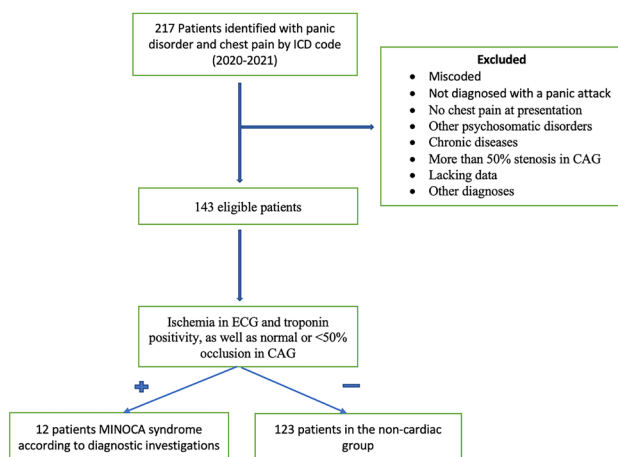 217 Patients identified with panic
disorder and chest pain by ICD code
(2020-2021)
Excluded
• Miscoded
• Not diagnosed with a panic attack
• No chest pain at presentation
• Other psychosomatic disorders
• Chronic diseases
• More than 50% stenosis in CAG
• Lacking data
• Other diagnoses
143 eligible patients
Ischemia in ECG and troponin
positivity, as well as normal or <50%
occlusion in CAG
+
−
12 patients MINOCA syndrome
according to diagnostic investigations
123 patients in the non-cardiac
group